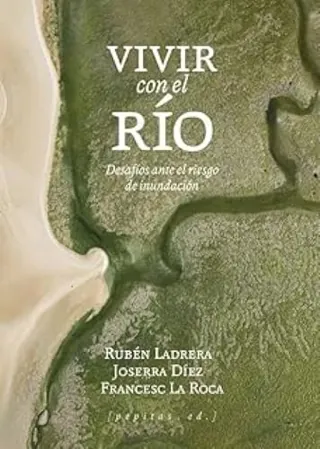 VIVIR
con el
RÍO
Desafíos ante el riesgo
de inundación
RUBÉN LADRERA
JOSERRA DÍEZ
FRANCESC LA ROCA
[pepitas. ed.]